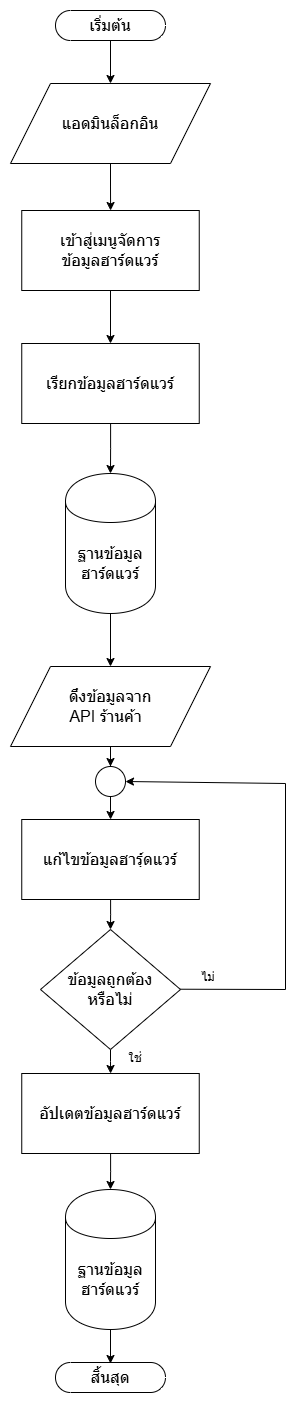 เริ่มต้น
แอดมินล็อกอิน
เข้าสู่เมนูจัดการ
ข้อมูลฮาร์ดแวร์
เรียกข้อมูลฮาร์ดแวร์
ฐานข้อมูล
ฮาร์ดแวร์
ดึงข้อมูลจาก
API ร้านค้า
แก้ไขข้อมูลฮาร์ดแวร์
ข้อมูลถูกต้อง
หรือไม่
ไม่
ใช่
อัปเดตข้อมูลฮาร์ดแวร์
ฐานข้อมูล
ฮาร์ดแวร์
สิ้นสุด